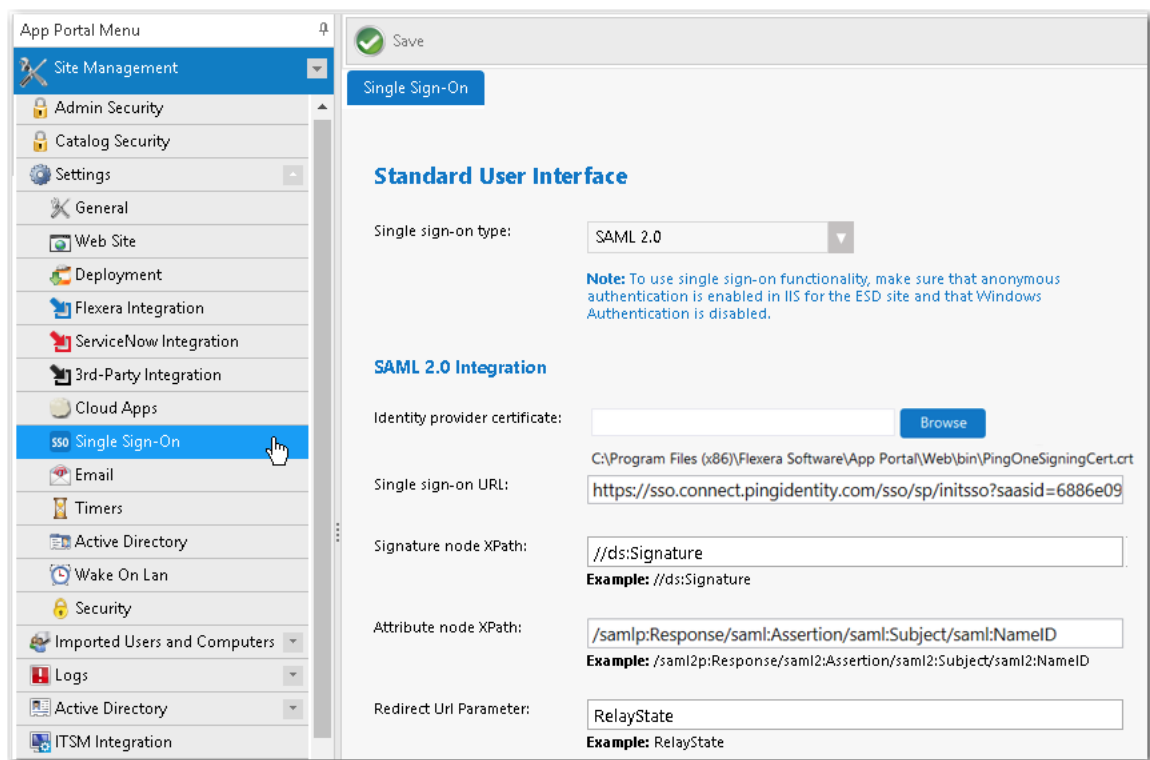 App Portal Menu
Site Management
Admin Security
Catalog Security
Settings
General
Web Site
Deployment
Flexera Integration
ServiceNow Integration
3rd-Party Integration
Cloud Apps
SSO Single Sign-On
Email
Timers
Active Directory
Wake On Lan
Security
Imported Users and Computers
Logs
Active Directory
ITSM Integration
Save
Single Sign-On
Standard User Interface
Single sign-on type:
SAML 2.0
Note: To use single sign-on functionality, make sure that anonymous
authentication is enabled in IIS for the ESD site and that Windows
Authentication is disabled.
SAML 2.0 Integration
Identity provider certificate:
Browse
C:\Program Files (x86)\Flexera Software\App Portal\Web\bin\PingOneSigningCert.crt
Single sign-on URL:
https://sso.connect.pingidentity.com/sso/sp/initsso?saasid=6886e09
Signature node XPath:
//ds:Signature
Example: //ds:Signature
Attribute node XPath:
/samlp:Response/saml:Assertion/saml:Subject/saml:NameID
Example: /saml2p:Response/saml2:Assertion/saml2:Subject/saml2:NameID
Redirect Url Parameter:
RelayState
Example: RelayState